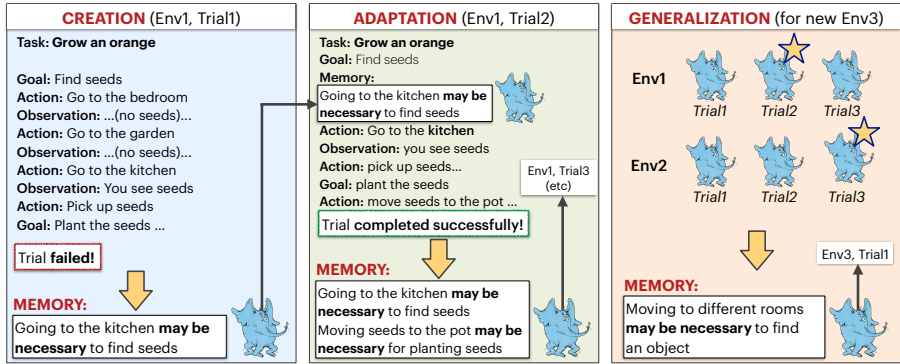 CREATION (Env1, Trial1)
Task: Grow an orange
Goal: Find seeds
Action: Go to the bedroom
Observation: ...(no seeds)...
Action: Go to the garden
Observation: ...(no seeds)...
Action: Go to the kitchen
Observation: You see seeds
Action: Pick up seeds
Goal: Plant the seeds ...
Trial failed!
MEMORY:
Going to the kitchen may be
necessary to find seeds
ADAPTATION (Env1, Trial2)
Task: Grow an orange
Goal: Find seeds
Memory:
Going to the kitchen may be
necessary to find seeds
Action: Go to the kitchen
Observation: you see seeds
Action: pick up seeds...
Goal: plant the seeds
Action: move seeds to the pot ...
Env1, Trial3
(etc)
Trial completed successfully!
MEMORY:
Going to the kitchen may be
necessary to find seeds
Moving seeds to the pot may be
necessary for planting seeds
GENERALIZATION (for new Env3)
Env1
Trial1 Trial2 Trial3
Env2
Trial1 Trial2 Trial3
Env3, Trial1
MEMORY:
Moving to different rooms
may be necessary to find
an object